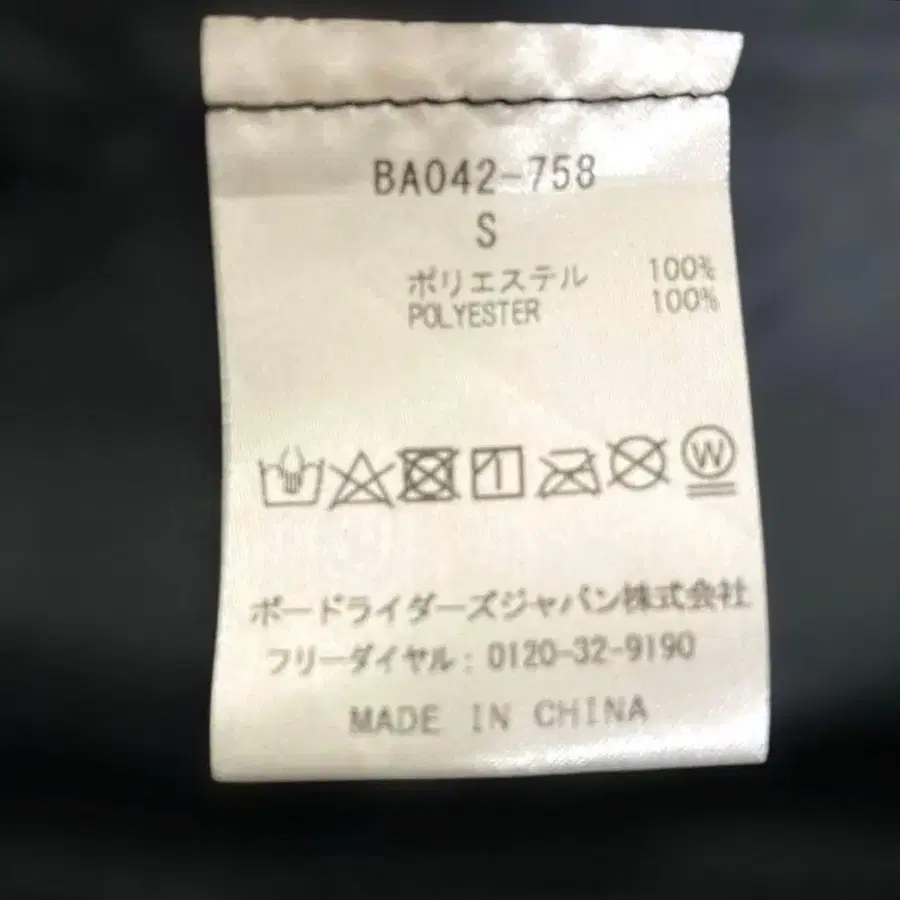 BA042-758
S
ポリエステル 100%
POLYESTER 100%
W
ボードライダーズジャパン株式会社
フリーダイヤル: 0120-32-9190
MADE IN CHINA